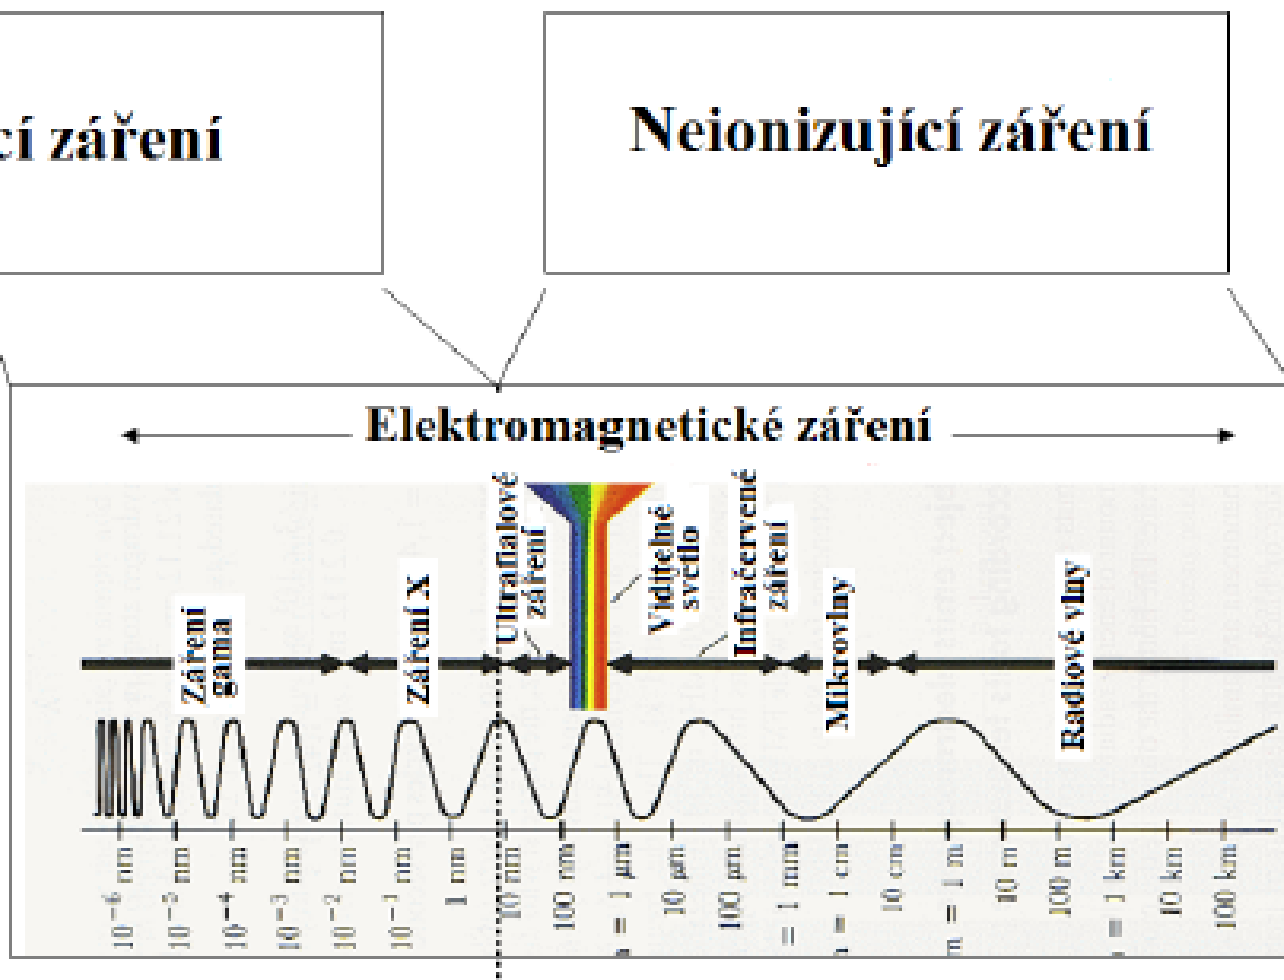 cí záření
Neionizující záření
Elektromagnetické záření
Záření
gama
Záření X
Ultrafialové
záření
Viditelné
světlo
Infračervené
záření
Mikrovlny
Radiové vlny
10⁻⁶ nm
10⁻⁵ nm
10⁻⁴ nm
10⁻³ nm
10⁻² nm
10⁻¹ nm
1 nm
10 nm
100 nm
= 1 μm
10 μm
100 μm
= 1 mm
= 1 cm
10 cm
m = 1 m
10 m
100 m
= 1 km
10 km
100 km